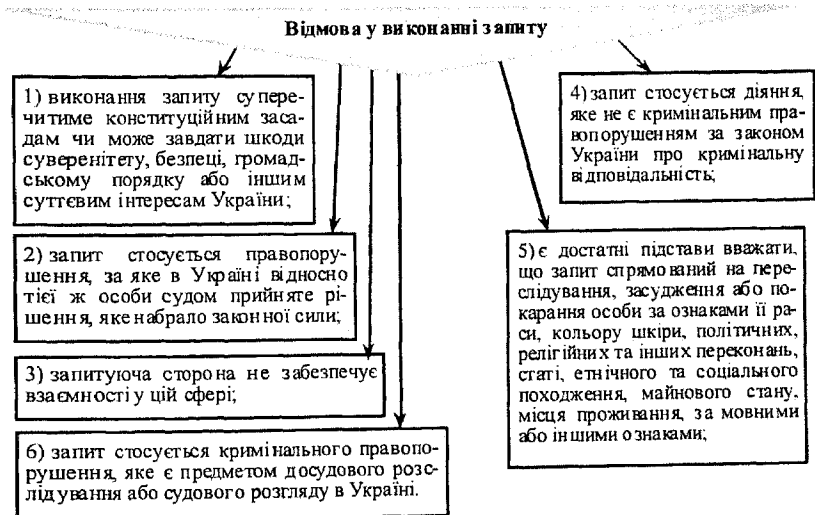 Відмова у виконанні запиту
1) виконання запиту супере-
читиме конституційним заса-
дам чи може завдати шкоди
суверенітету, безпеці, громад-
ському порядку або іншим
суттєвим інтересам України;
2) запит стосується правопору-
шення, за яке в Україні відносно
тієї ж особи судом прийняте рі-
шення, яке набрало законної сили;
3) запитуюча сторона не забезпечує
взаємності у цій сфері;
4) запит стосується діяння,
яке не є кримінальним пра-
вопорушенням за законом
України про кримінальну
відповідальність;
5) є достатні підстави вважати,
що запит спрямований на пере-
слідування, засудження або по-
карання особи за ознаками її ра-
си, кольору шкіри, політичних,
релігійних та інших переконань,
статі, етнічного та соціального
походження, майнового стану,
місця проживання, за мовними
або іншими ознаками;
6) запит стосується кримінального правопо-
рушення, яке є предметом досудового розс-
лідування або судового розгляду в Україні.